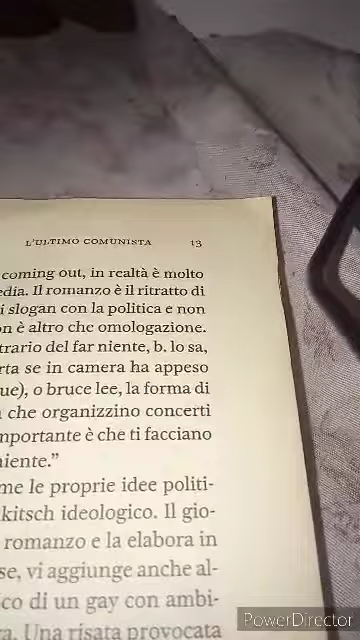 L'ULTIMO COMUNISTA 13
coming out, in realtà è molto
edia. Il romanzo è il ritratto di
i slogan con la politica e non
n è altro che omologazione.
trario del far niente, b. lo sa,
rta se in camera ha appeso
ue), o bruce lee, la forma di
che organizzino concerti
mportante è che ti facciano
niente.”
me le proprie idee politi-
kitsch ideologico. Il gio-
romanzo e la elabora in
se, vi aggiunge anche al-
co di un gay con ambi-
ra. Una risata provocata
PowerDirector